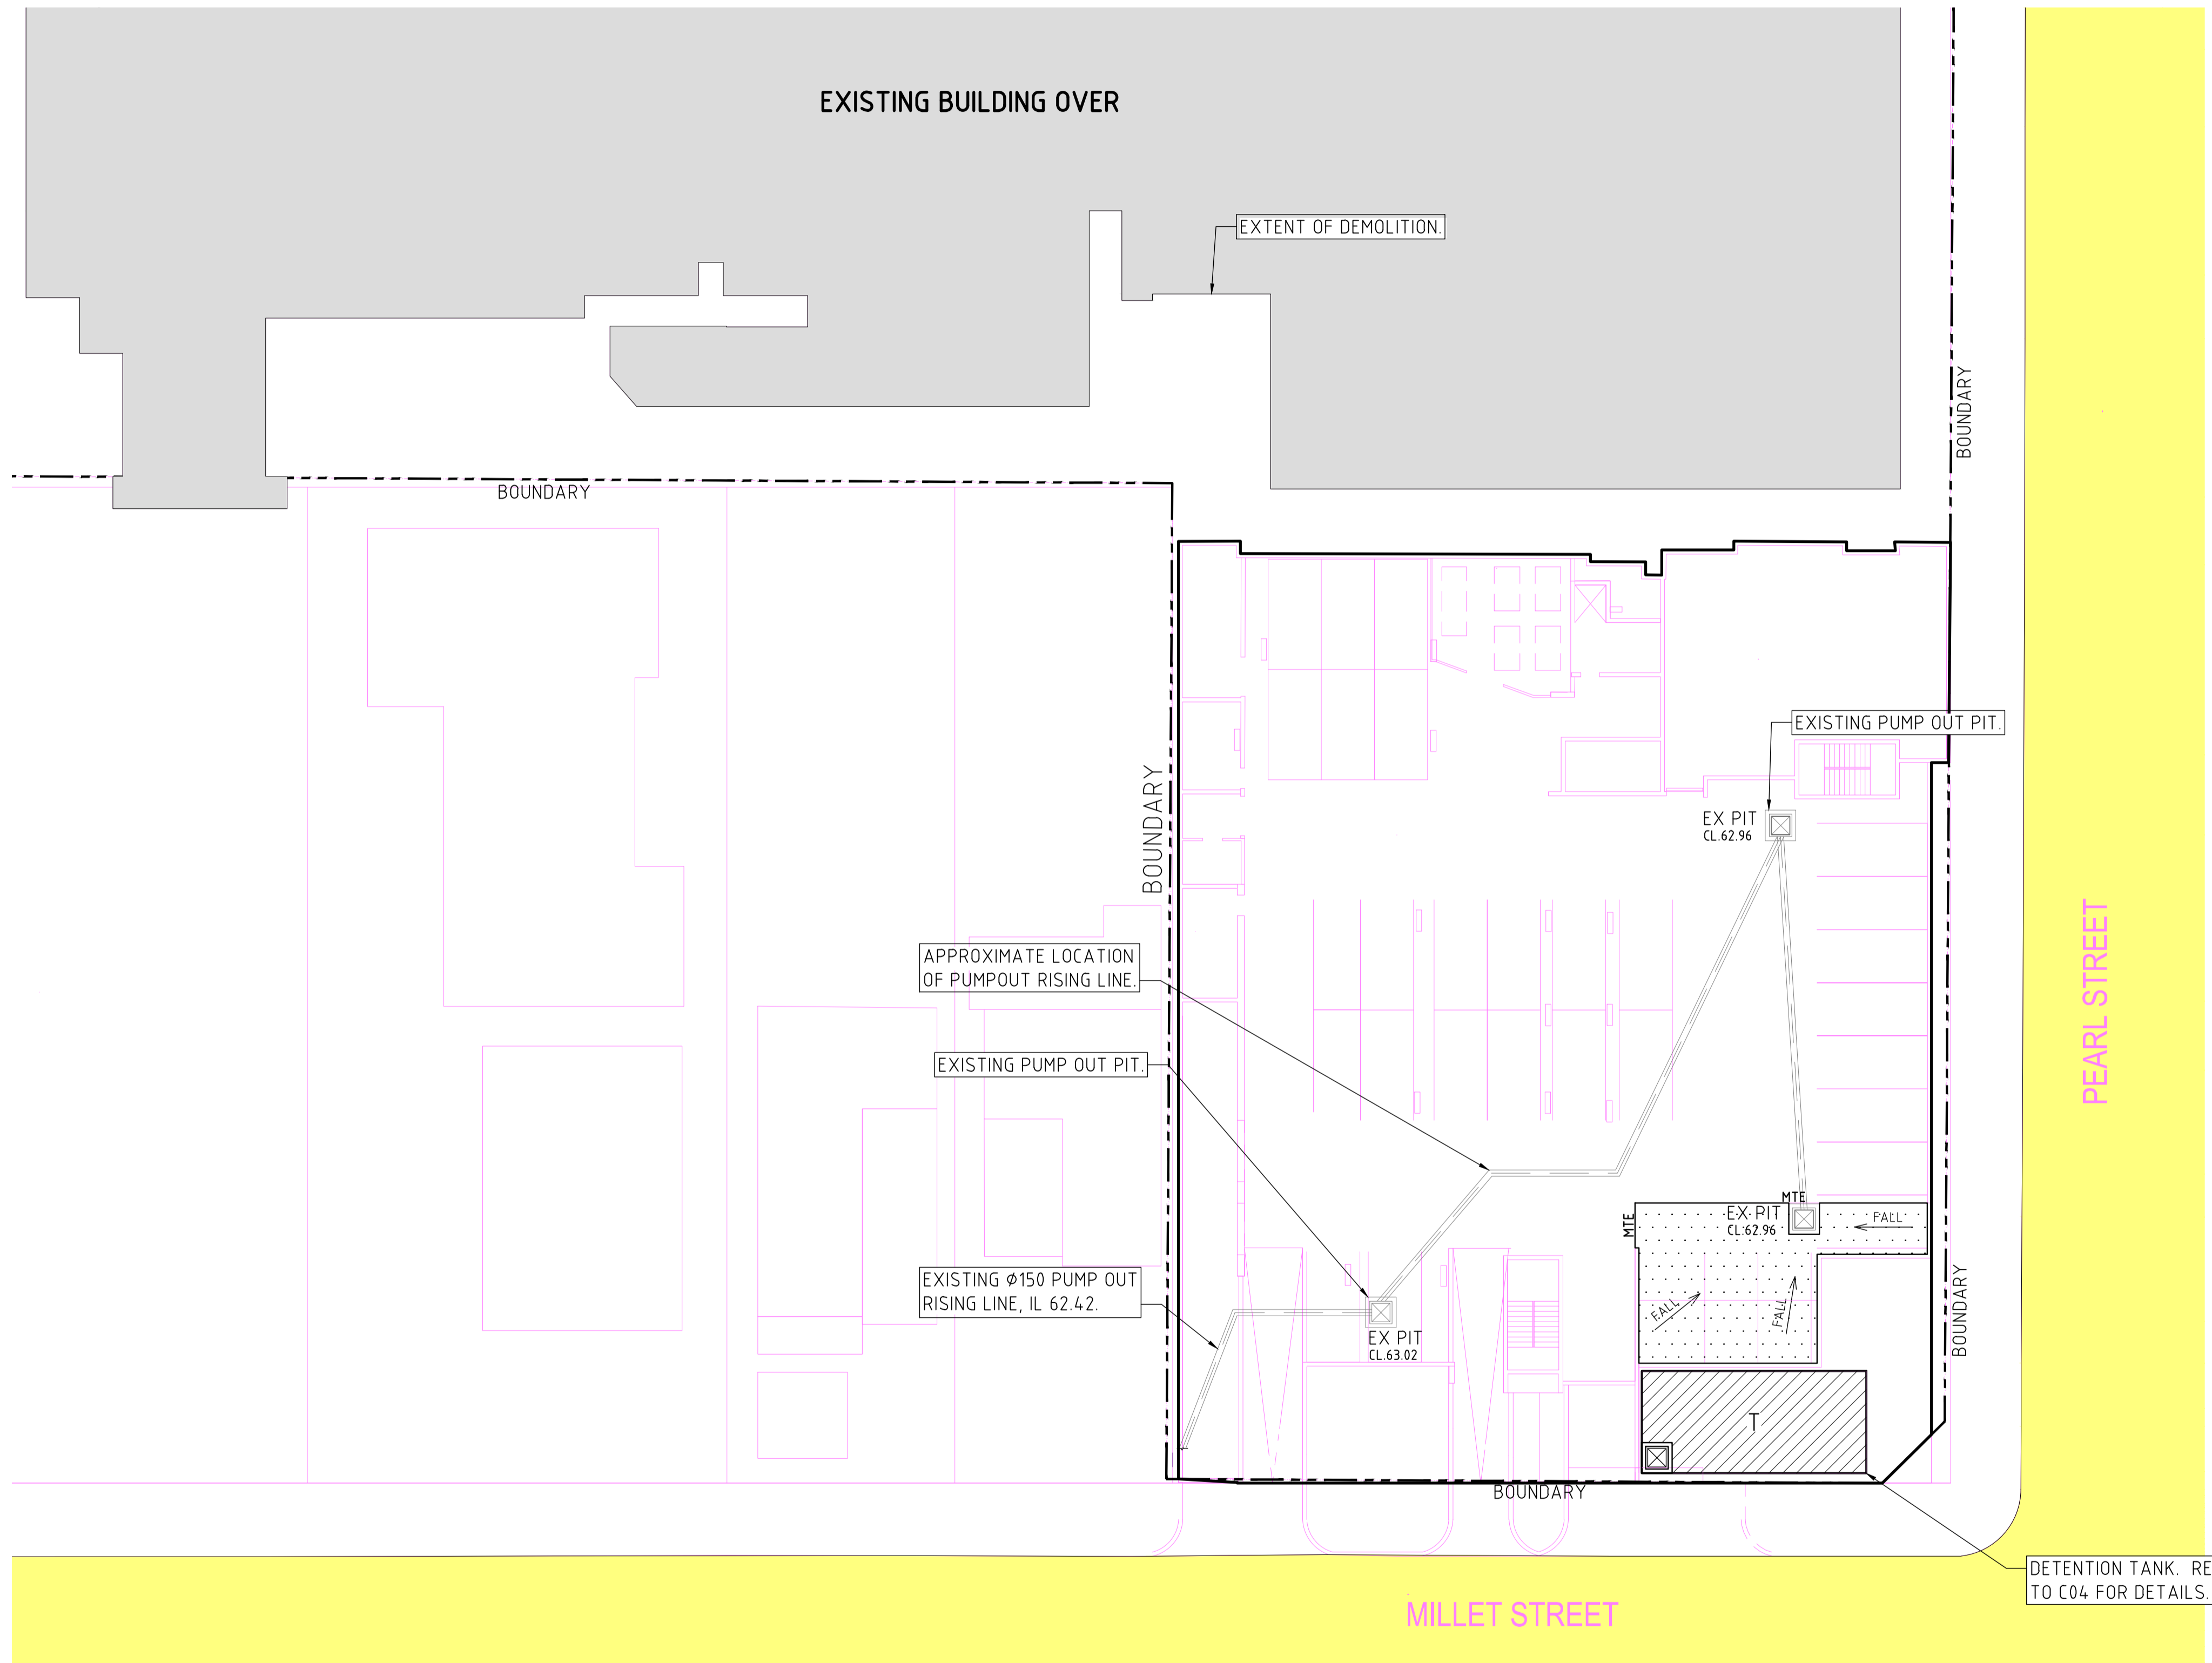 EXISTING BUILDING OVER
EXTENT OF DEMOLITION.
BOUNDARY
BOUNDARY
EXISTING PUMP OUT PIT.
BOUNDARY
EX PIT
CL.62.96
APPROXIMATE LOCATION
OF PUMPOUT RISING LINE.
PEARL STREET
EXISTING PUMP OUT PIT.
MTE
MTE
EX PIT
CL.62.96
FALL
EXISTING Ø150 PUMP OUT
RISING LINE, IL 62.42.
FALL
FALL
BOUNDARY
EX PIT
CL.63.02
T
BOUNDARY
DETENTION TANK. RE
TO C04 FOR DETAILS.
MILLET STREET